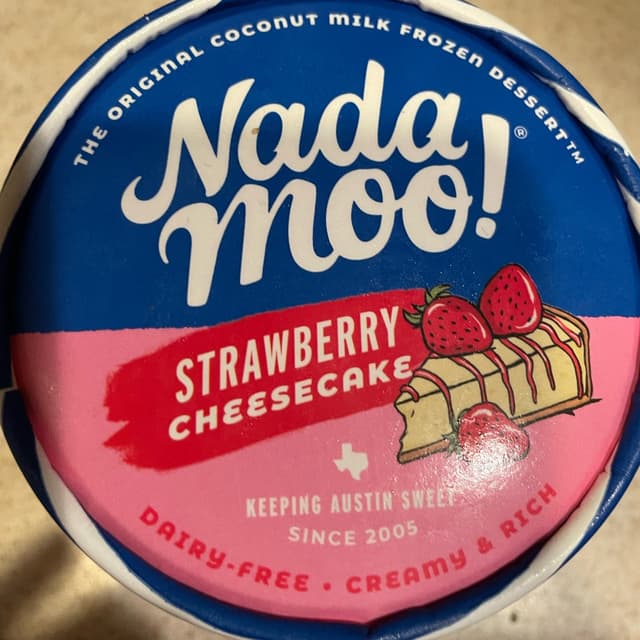 THE ORIGINAL COCONUT MILK FROZEN DESSERT™
Nada
moo!®
STRAWBERRY
CHEESECAKE
KEEPING AUSTIN SWEET
SINCE 2005
DAIRY-FREE • CREAMY & RICH